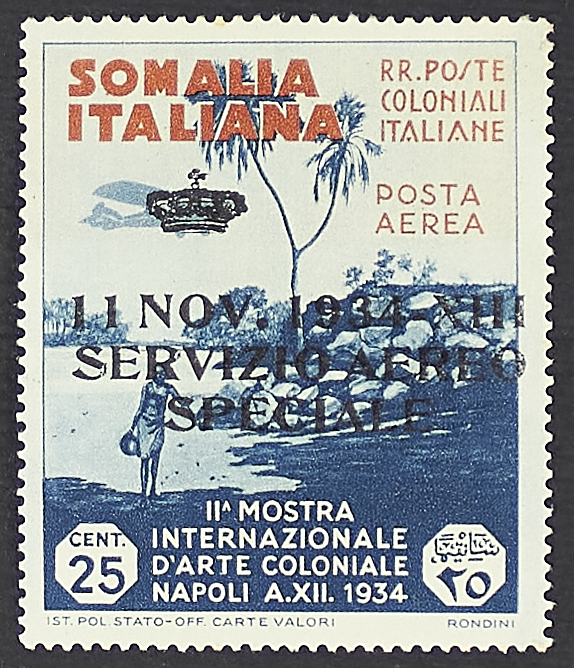 SOMALIA
ITALIANA
RR.POSTE
COLONIALI
ITALIANE
POSTA
AEREA
11 NOV. 1934-XIII
SERVIZIO AEREO
SPECIALE
IIᴬ MOSTRA
INTERNAZIONALE
D'ARTE COLONIALE
NAPOLI A.XII. 1934
CENT.
25
٢٥
IST. POL. STATO-OFF. CARTE VALORI
RONDINI